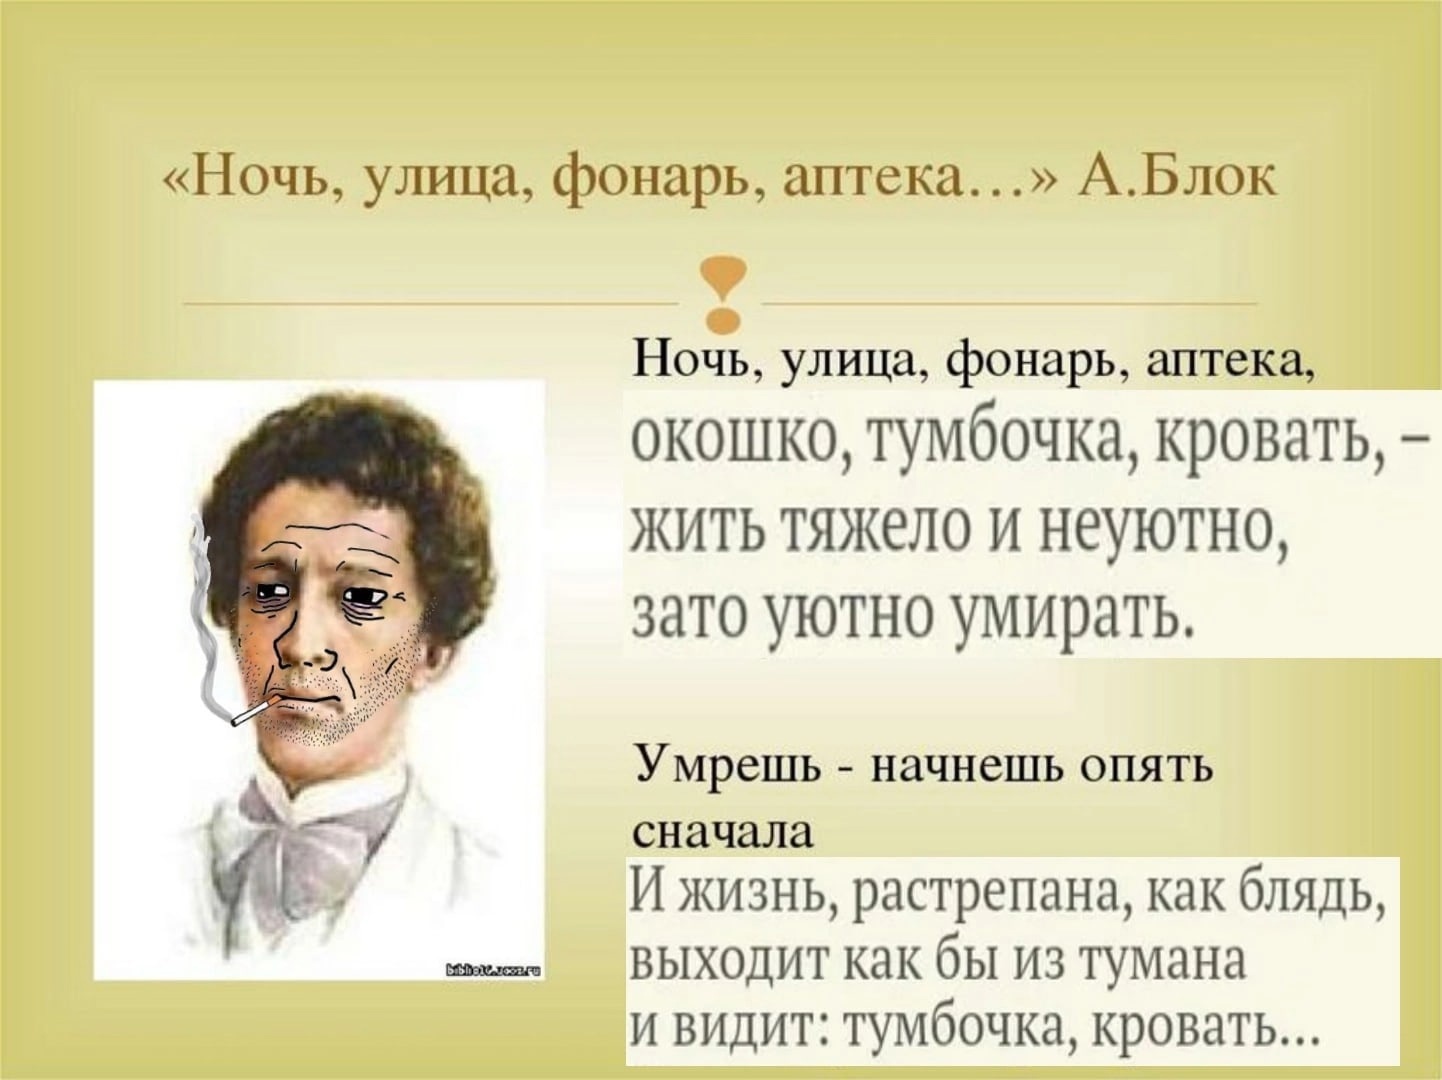 «Ночь, улица, фонарь, аптека…» А.Блок
Ночь, улица, фонарь, аптека,
окошко, тумбочка, кровать, –
жить тяжело и неуютно,
зато уютно умирать.
Умрешь - начнешь опять
сначала
И жизнь, растрепана, как блядь,
выходит как бы из тумана
и видит: тумбочка, кровать...